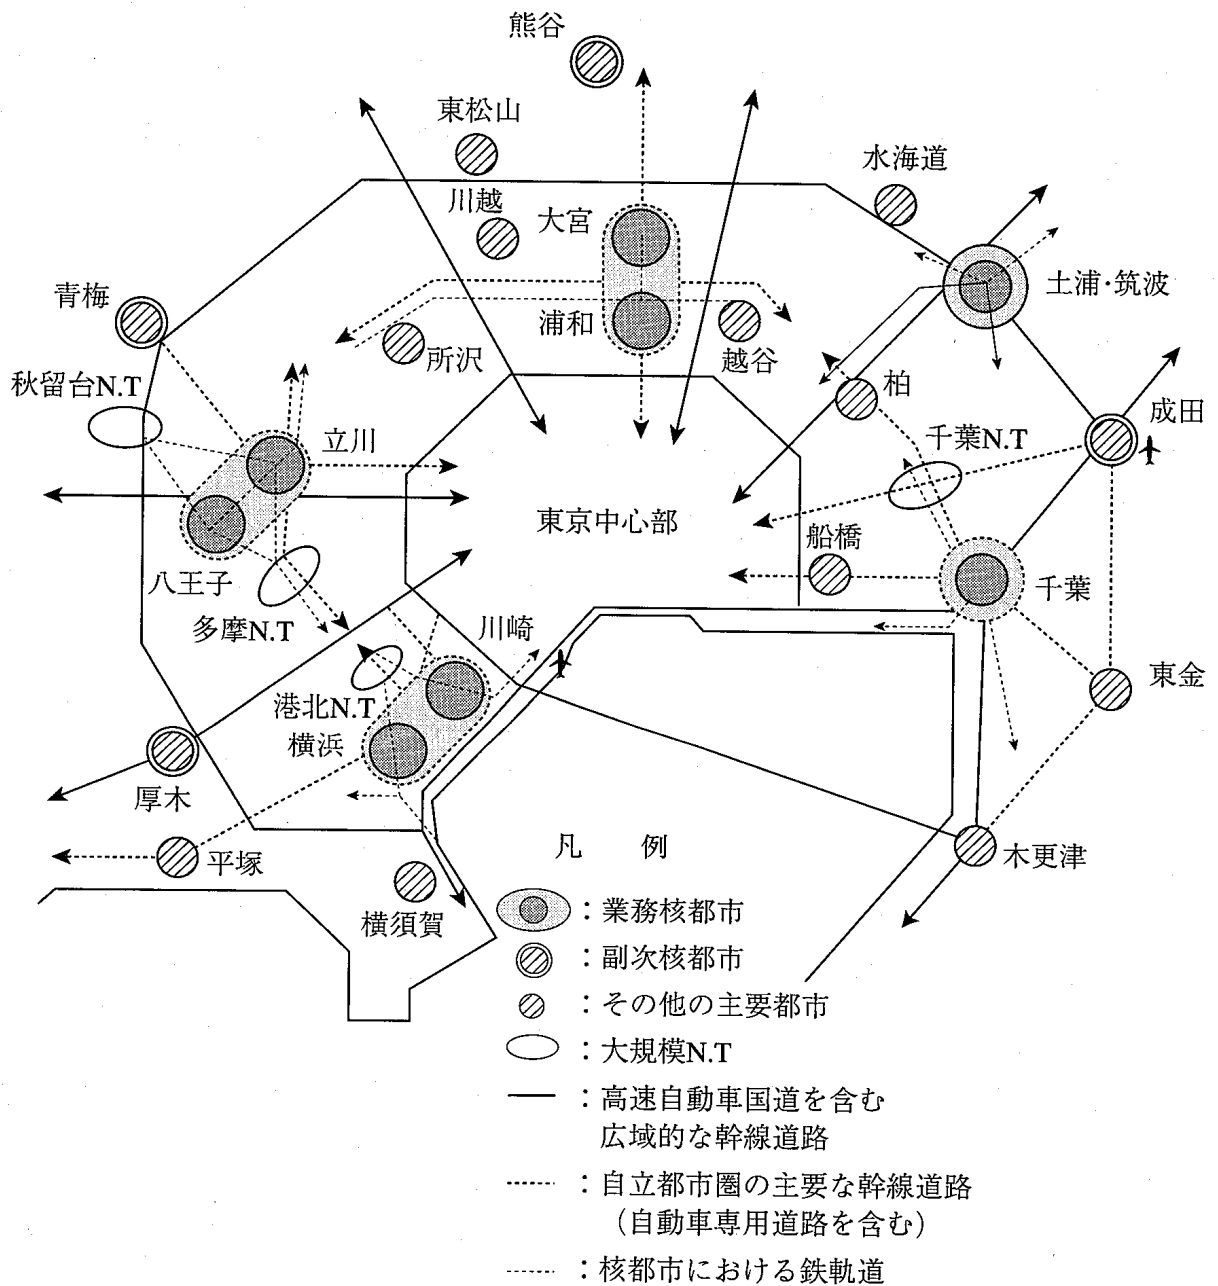 熊谷
東松山
水海道
川越
大宮
土浦・筑波
青梅
浦和
所沢
越谷
秋留台N.T
柏
成田
立川
千葉N.T
東京中心部
船橋
八王子
千葉
多摩N.T
川崎
東金
港北N.T
横浜
厚木
凡 例
平塚
木更津
横須賀
：業務核都市
：副次核都市
：その他の主要都市
：大規模N.T
：高速自動車国道を含む
広域的な幹線道路
：自立都市圏の主要な幹線道路
（自動車専用道路を含む）
：核都市における鉄軌道